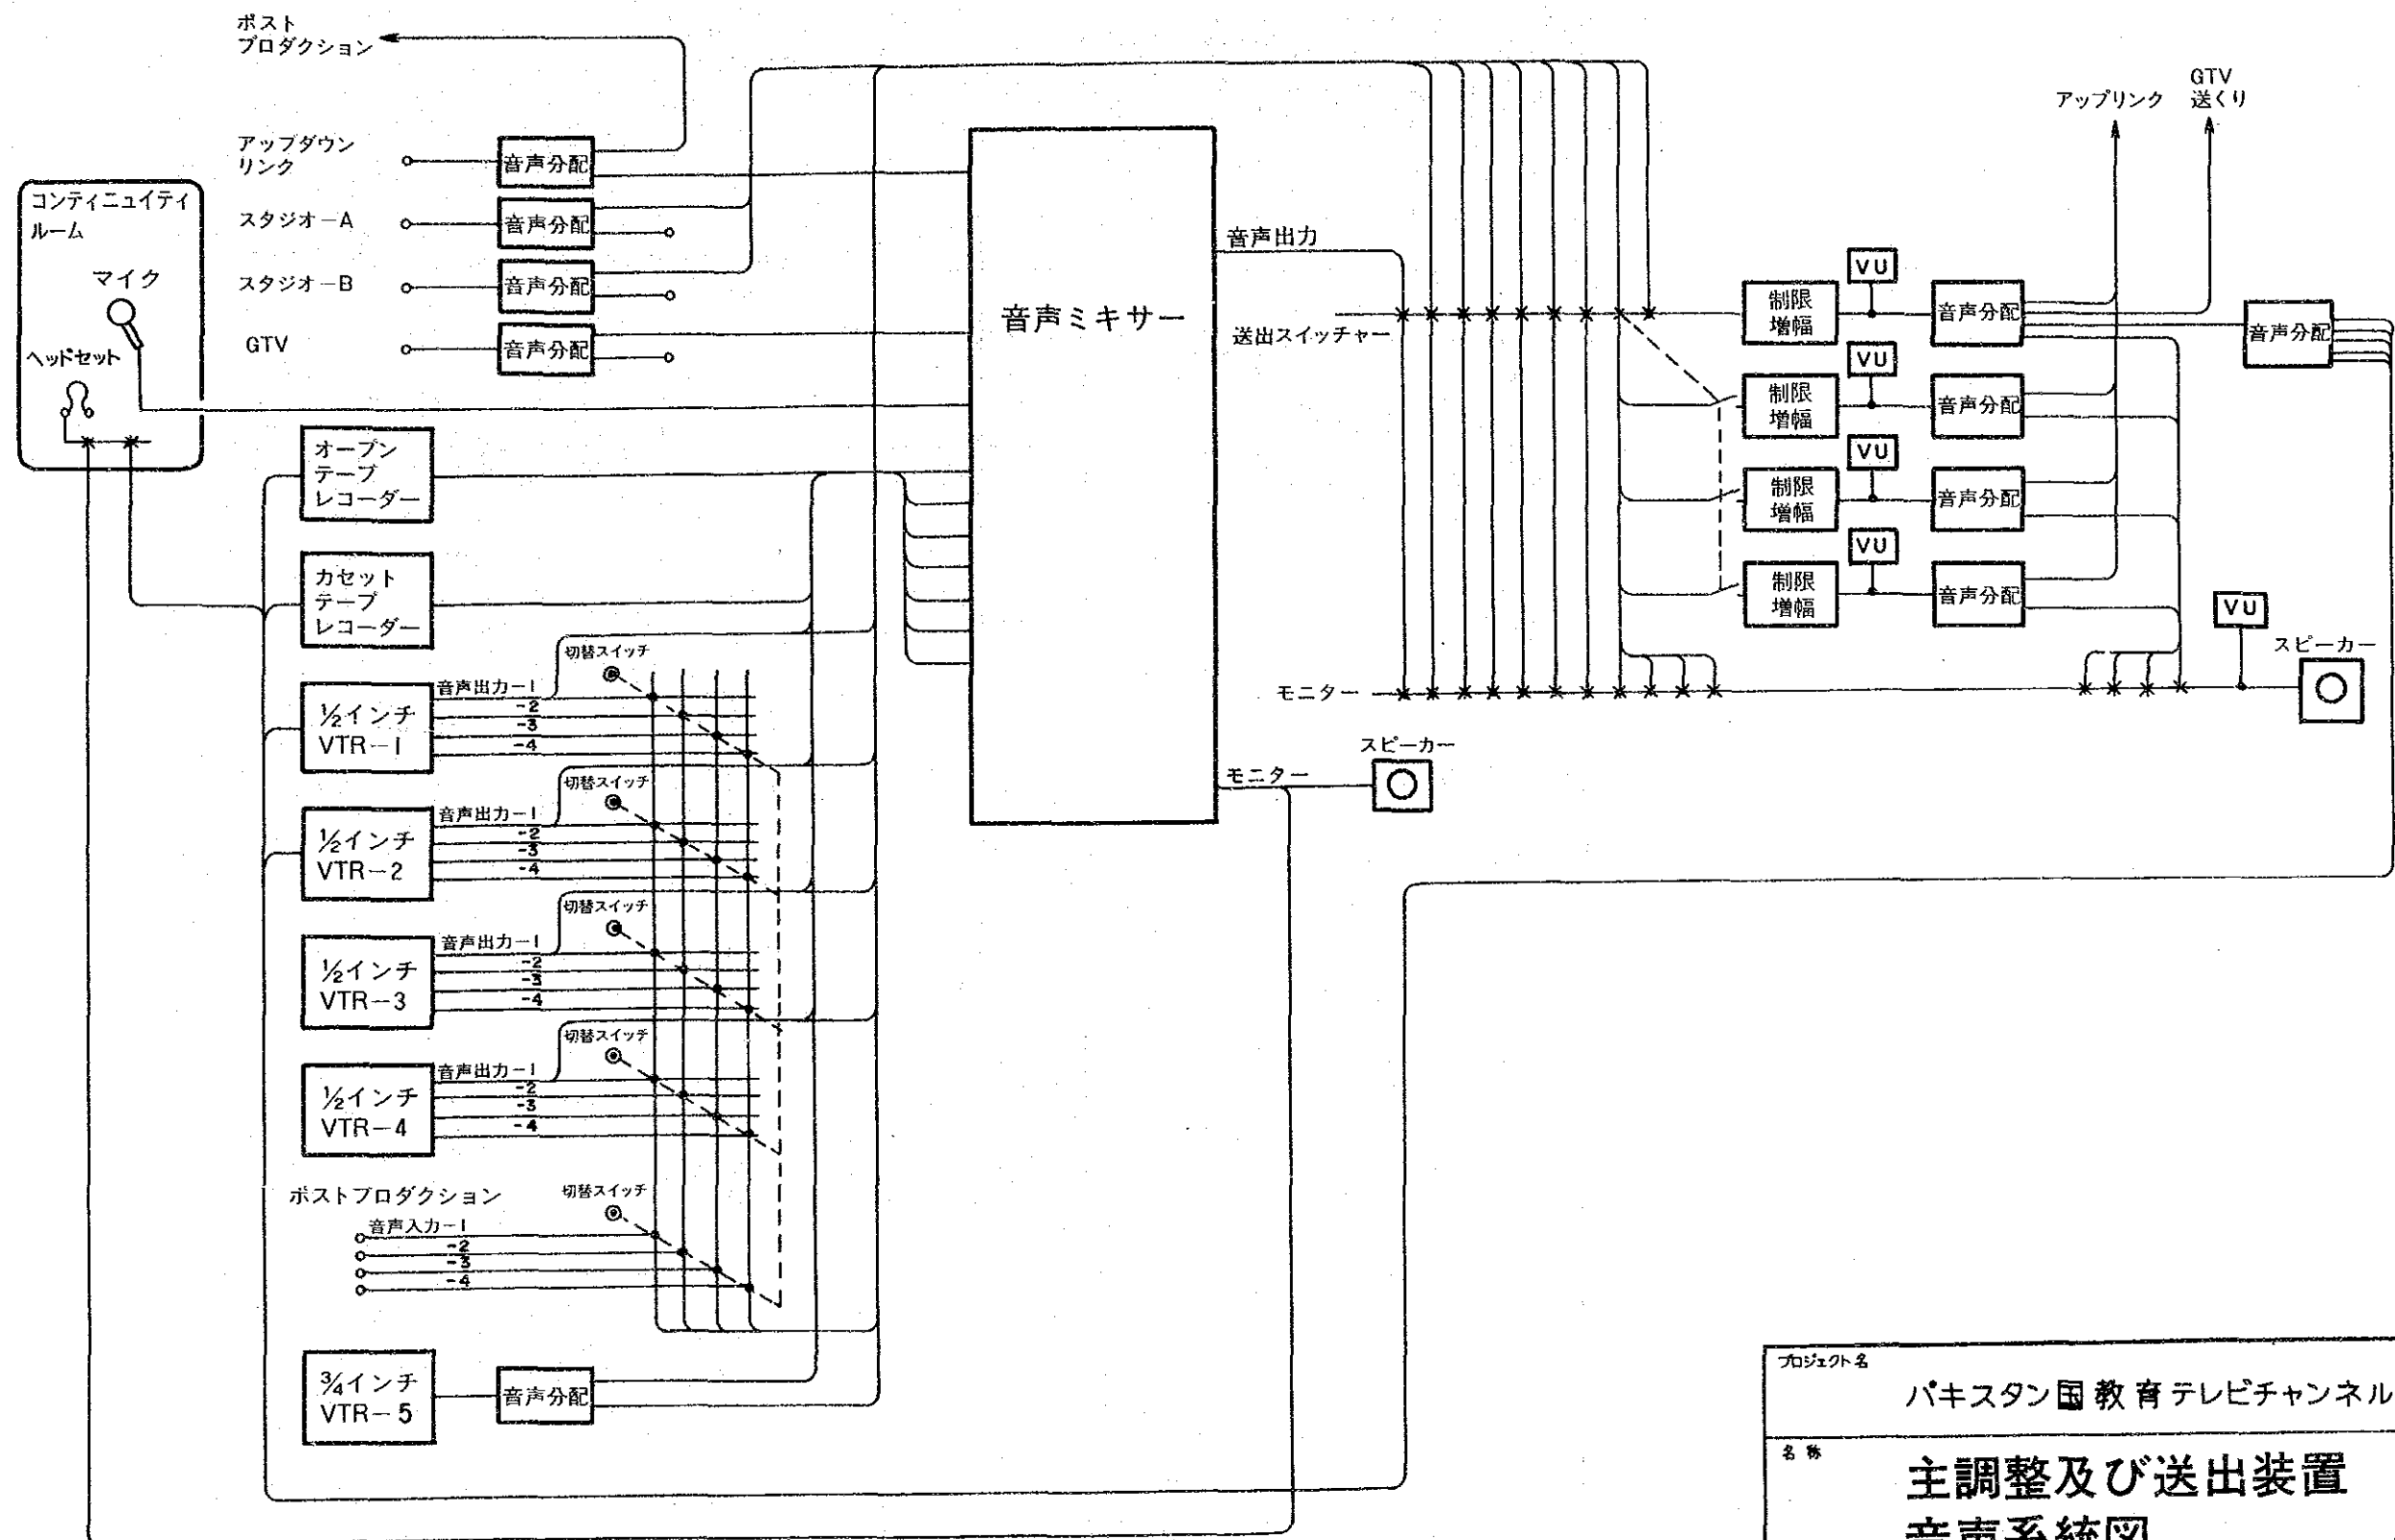 ポスト
プロダクション
アップダウン
リンク
音声分配
スタジオ-A
音声分配
スタジオ-B
音声分配
GTV
音声分配
コンティニュイティ
ルーム
マイク
ヘッドセット
オープン
テープ
レコーダー
カセット
テープ
レコーダー
切替スイッチ
音声出力-1
-2
-3
-4
½インチ
VTR-1
切替スイッチ
音声出力-1
-2
-3
-4
½インチ
VTR-2
切替スイッチ
音声出力-1
-2
-3
-4
½インチ
VTR-3
切替スイッチ
音声出力-1
-2
-3
-4
½インチ
VTR-4
ポストプロダクション
切替スイッチ
音声入力-1
-2
-3
-4
¾インチ
VTR-5
音声分配
音声ミキサー
音声出力
送出スイッチャー
モニター
モニター
スピーカー
アップリンク
GTV
送くり
VU
制限
増幅
音声分配
音声分配
VU
制限
増幅
音声分配
VU
制限
増幅
音声分配
VU
制限
増幅
音声分配
VU
スピーカー
プロジェクト名
パキスタン国教育テレビチャンネル
名称
主調整及び送出装置
音声系統図